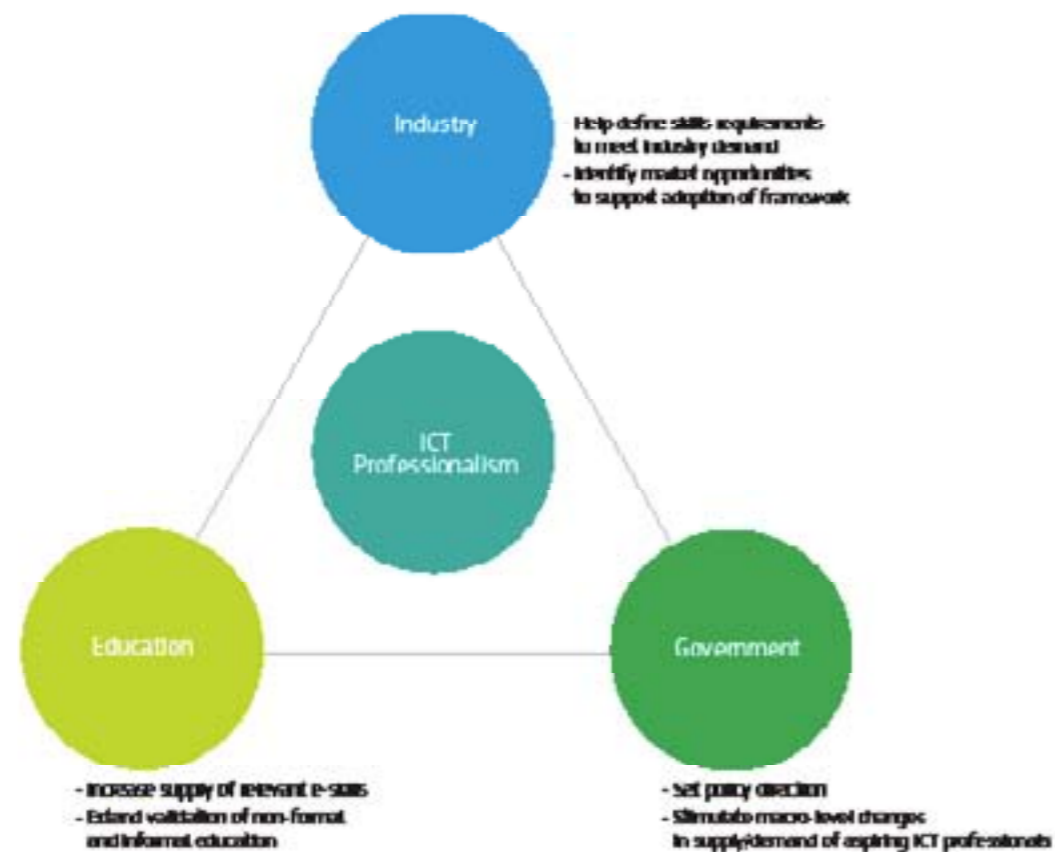 Industry
- Help define skills requirements
to meet industry demand
- Identify market opportunities
to support adoption of framework
ICT
Professionalism
Education
Government
- Increase supply of relevant e-skills
- Extend validation of non-formal
and informal education
- Set policy direction
- Stimulate macro-level changes
in supply/demand of aspiring ICT professionals